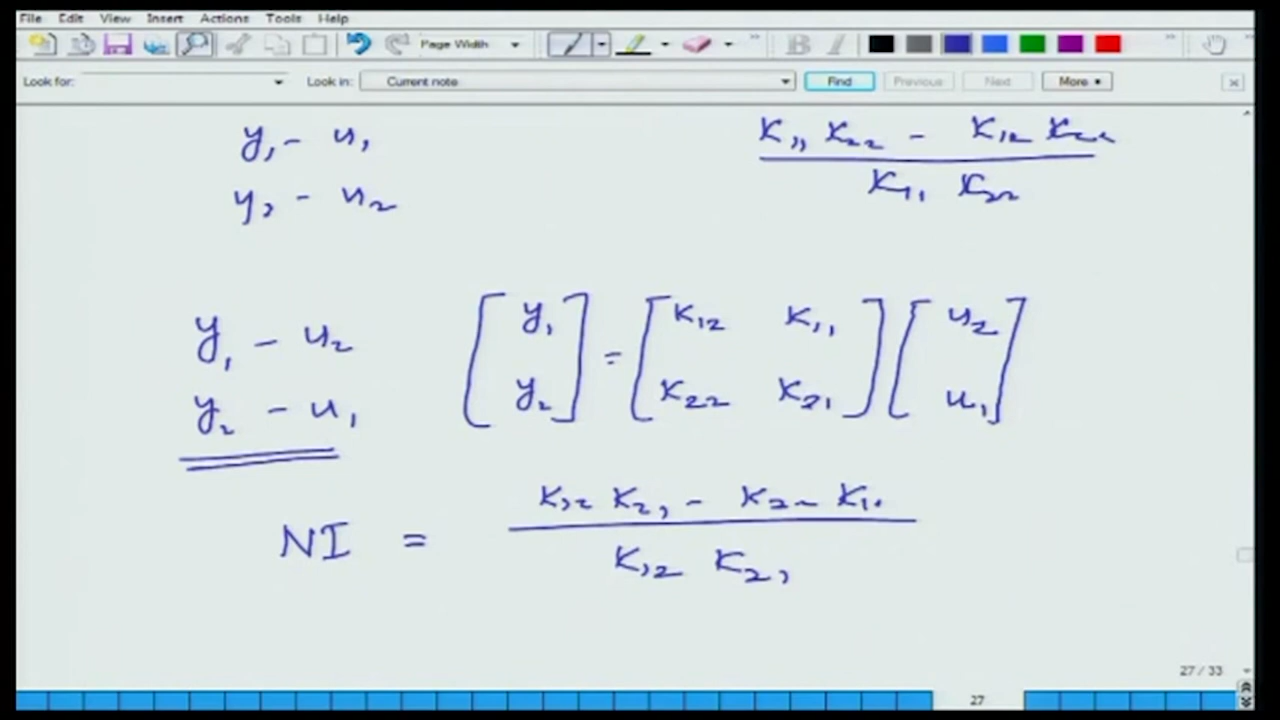 File Edit View Insert Actions Tools Help
Page Width
B I
Look for: Look in: Current note Find Previous Next More
y₁ - u₁
y₂ - u₂
K₁₁ K₂₂ - K₁₂ K₂₁
K₁₁ K₂₂
y₁ - u₂
y₂ - u₁
[y₁ y₂] = [K₁₂ K₁₁
K₂₂ K₂₁] [u₂ u₁]
NI = K₁₂ K₂₁ - K₂₂ K₁₁
K₁₂ K₂₁
27 / 33
27